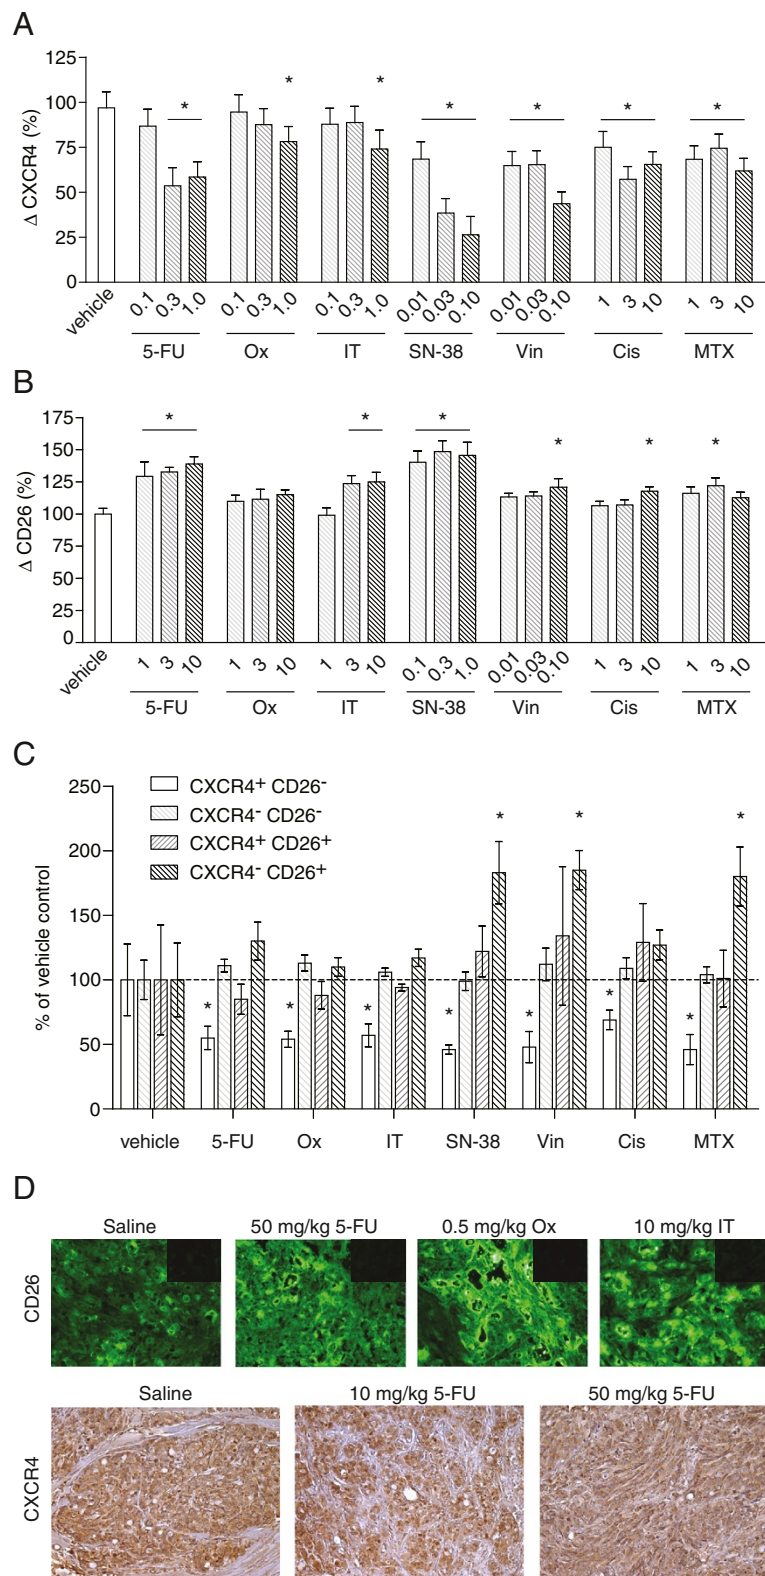 A
Δ CXCR4 (%)
125
100
75
50
25
0
* * * * * * *
vehicle 0.1 0.3 1.0 0.1 0.3 1.0 0.1 0.3 1.0 0.01 0.03 0.10 0.01 0.03 0.10 1 3 10 1 3 10
5-FU Ox IT SN-38 Vin Cis MTX
B
Δ CD26 (%)
175
150
125
100
75
50
25
0
* * * * * *
vehicle 1 3 10 1 3 10 1 3 10 0.1 0.3 1.0 0.01 0.03 0.10 1 3 10 1 3 10
5-FU Ox IT SN-38 Vin Cis MTX
C
% of vehicle control
250
200
150
100
50
0
CXCR4+ CD26-
CXCR4- CD26-
CXCR4+ CD26+
CXCR4- CD26+
* * *
* * * * * * *
vehicle 5-FU Ox IT SN-38 Vin Cis MTX
D
Saline 50 mg/kg 5-FU 0.5 mg/kg Ox 10 mg/kg IT
CD26
Saline 10 mg/kg 5-FU 50 mg/kg 5-FU
CXCR4